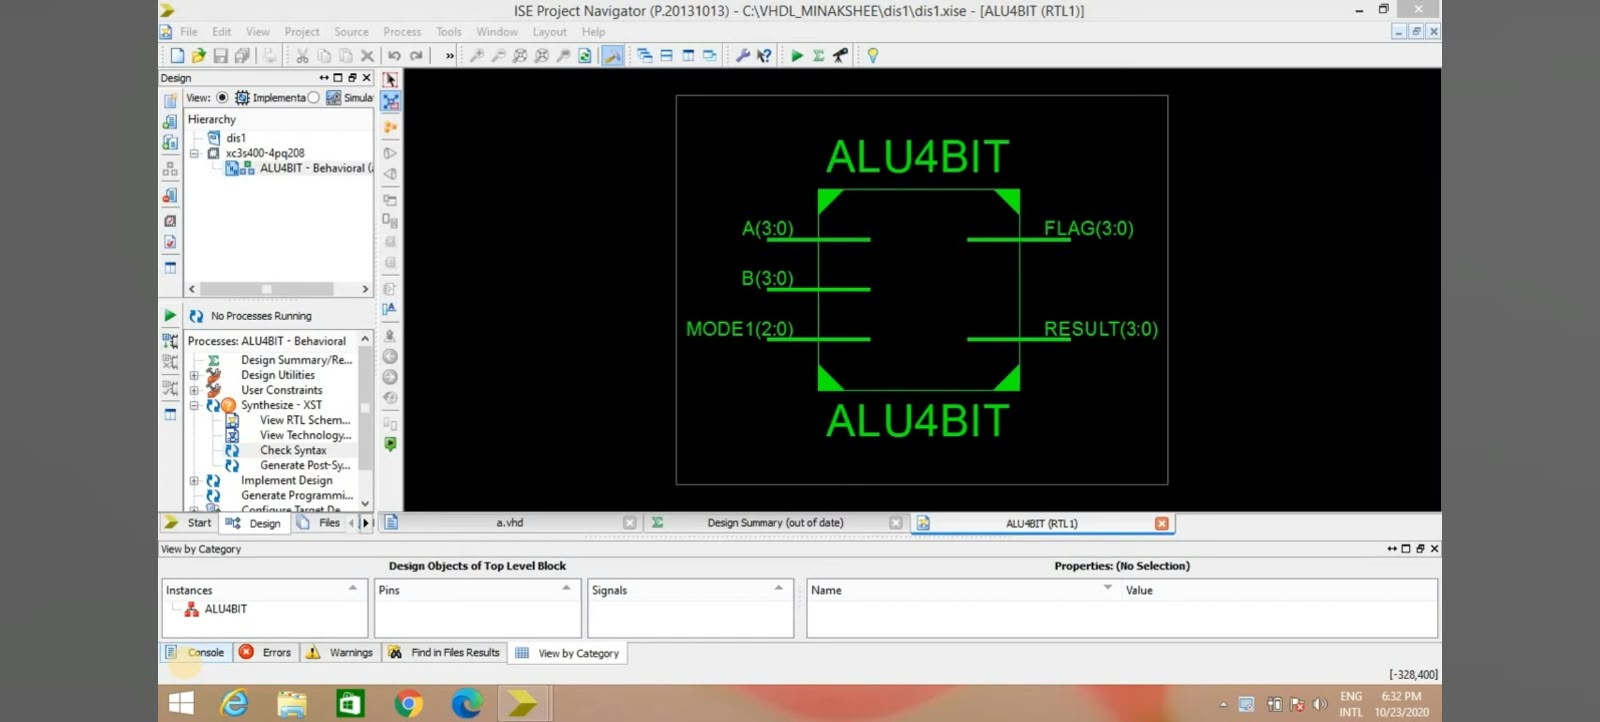 ISE Project Navigator (P.20131013) - C:\VHDL_MINAKSHEE\dis1\dis1.xise - [ALU4BIT (RTL1)]
File Edit View Project Source Process Tools Window Layout Help
Design
View: Implementa Simula
Hierarchy
dis1
xc3s400-4pq208
ALU4BIT - Behavioral (
No Processes Running
Processes: ALU4BIT - Behavioral
Design Summary/Re...
Design Utilities
User Constraints
Synthesize - XST
View RTL Schem...
View Technology...
Check Syntax
Generate Post-Sy...
Implement Design
Generate Programmi...
Configure Target De
Start Design Files
ALU4BIT
A(3:0)
B(3:0)
MODE1(2:0)
FLAG(3:0)
RESULT(3:0)
ALU4BIT
a.vhd Design Summary (out of date) ALU4BIT (RTL1)
View by Category
Design Objects of Top Level Block Properties: (No Selection)
Instances Pins Signals Name Value
ALU4BIT
Console Errors Warnings Find in Files Results View by Category
[-328,400]
ENG 6:32 PM
INTL 10/23/2020